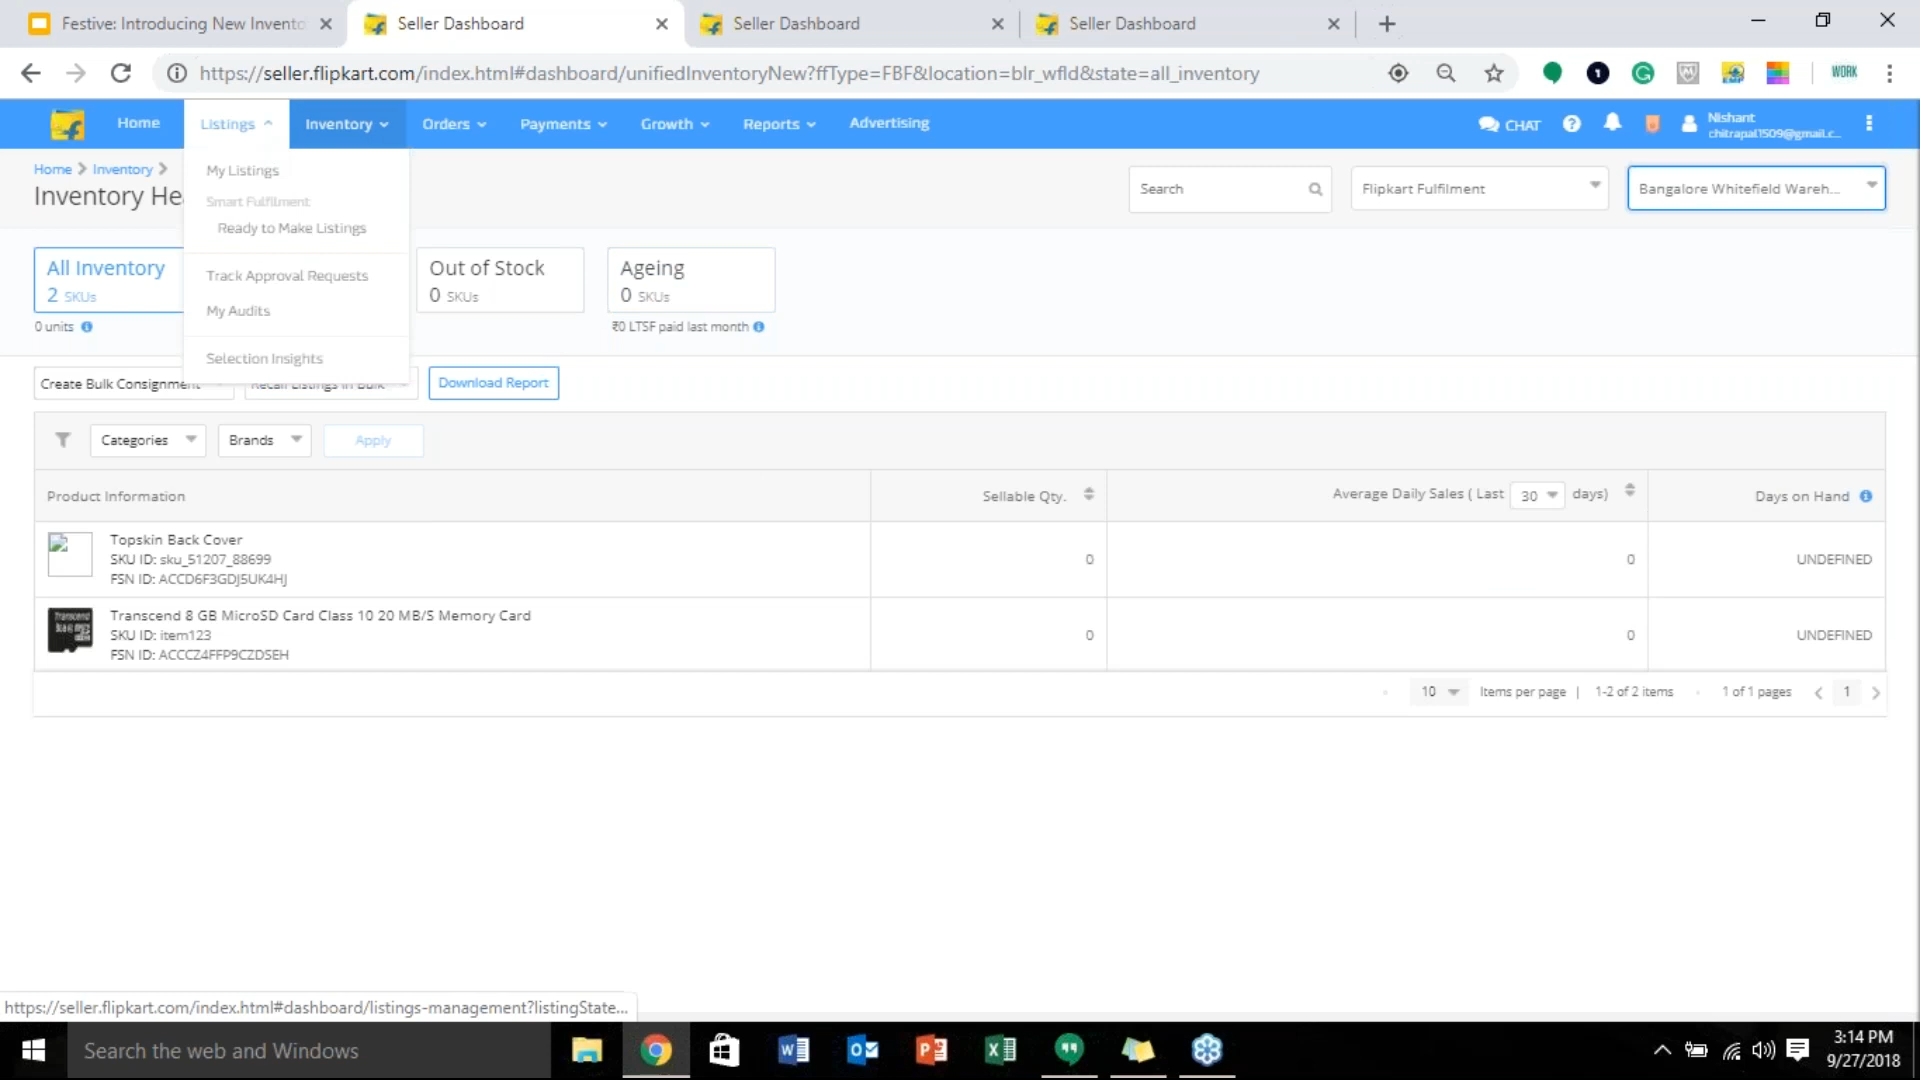 Festive: Introducing New Invento
Seller Dashboard
Seller Dashboard
Seller Dashboard
https://seller.flipkart.com/index.html#dashboard/unifiedInventoryNew?ffType=FBF&location=blr_wfld&state=all_inventory
WORK
Home
Listings
Inventory
Orders
Payments
Growth
Reports
Advertising
CHAT
Nishant
chitrapal1509@gmail.c...
Home
Inventory
Inventory He
My Listings
Smart Fulfilment
Ready to Make Listings
Track Approval Requests
My Audits
Selection Insights
Search
Flipkart Fulfilment
Bangalore Whitefield Wareh...
All Inventory
2 SKUs
0 units
Out of Stock
0 SKUs
Ageing
0 SKUs
₹0 LTSF paid last month
Create Bulk Consignment
Recall Listings in Bulk
Download Report
Categories
Brands
Apply
Product Information
Sellable Qty.
Average Daily Sales ( Last 30 days)
Days on Hand
Topskin Back Cover
SKU ID: sku_51207_88699
FSN ID: ACCD6F3GDJ5UK4HJ
0
0
UNDEFINED
Transcend 8 GB MicroSD Card Class 10 20 MB/S Memory Card
SKU ID: item123
FSN ID: ACCCZ4FFP9CZDSEH
0
0
UNDEFINED
10 Items per page | 1-2 of 2 items 1 of 1 pages 1
https://seller.flipkart.com/index.html#dashboard/listings-management?listingState...
Search the web and Windows
3:14 PM
9/27/2018